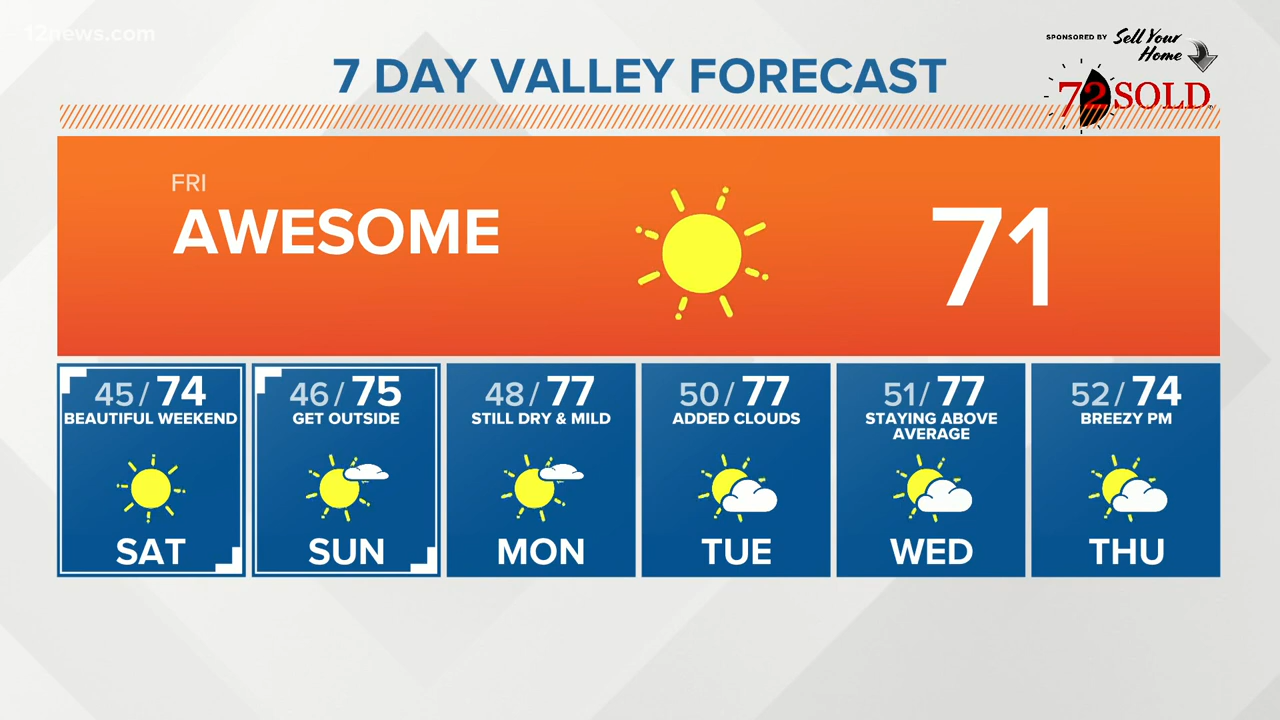 12news.com
SPONSORED BY Sell Your
Home
72SOLD
7 DAY VALLEY FORECAST
FRI
AWESOME
71
45/74
BEAUTIFUL WEEKEND
SAT
46/75
GET OUTSIDE
SUN
48/77
STILL DRY & MILD
MON
50/77
ADDED CLOUDS
TUE
51/77
STAYING ABOVE
AVERAGE
WED
52/74
BREEZY PM
THU